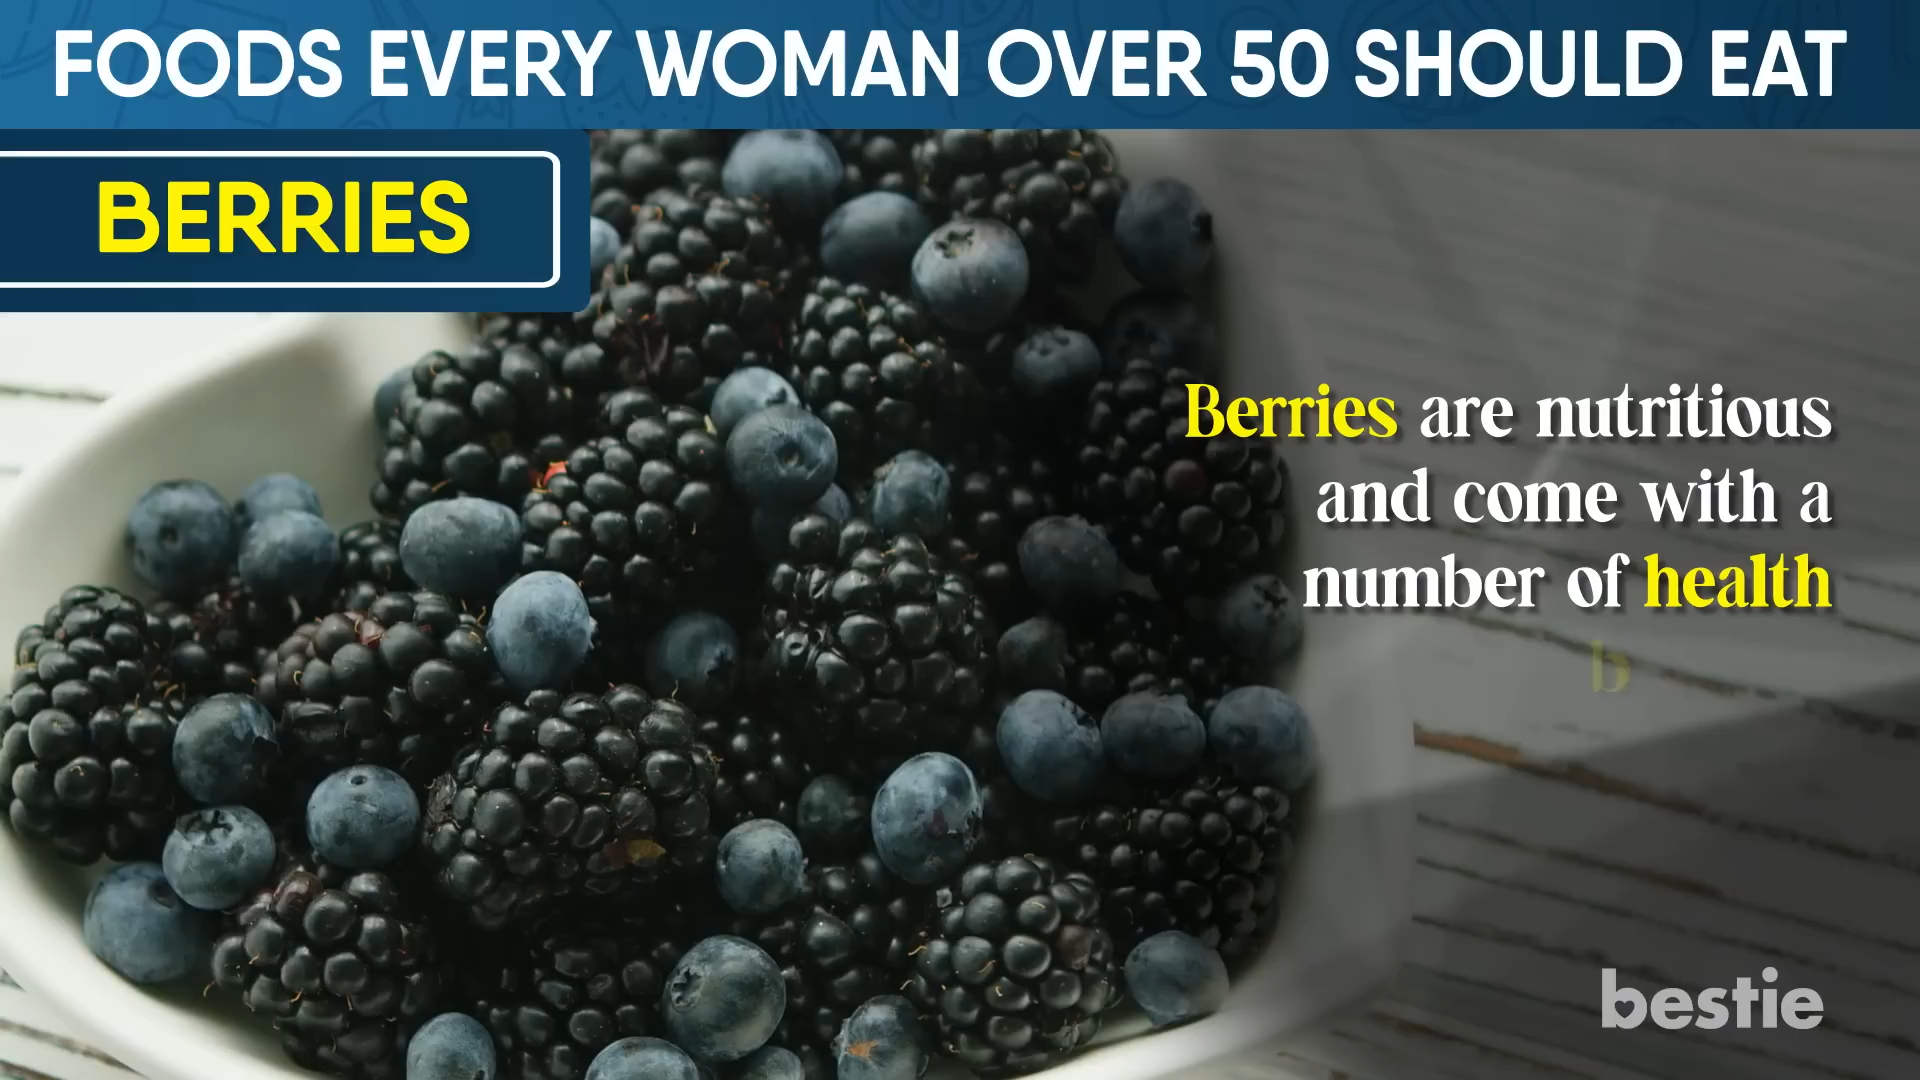 FOODS EVERY WOMAN OVER 50 SHOULD EAT
BERRIES
Berries are nutritious
and come with a
number of health
b
bestie